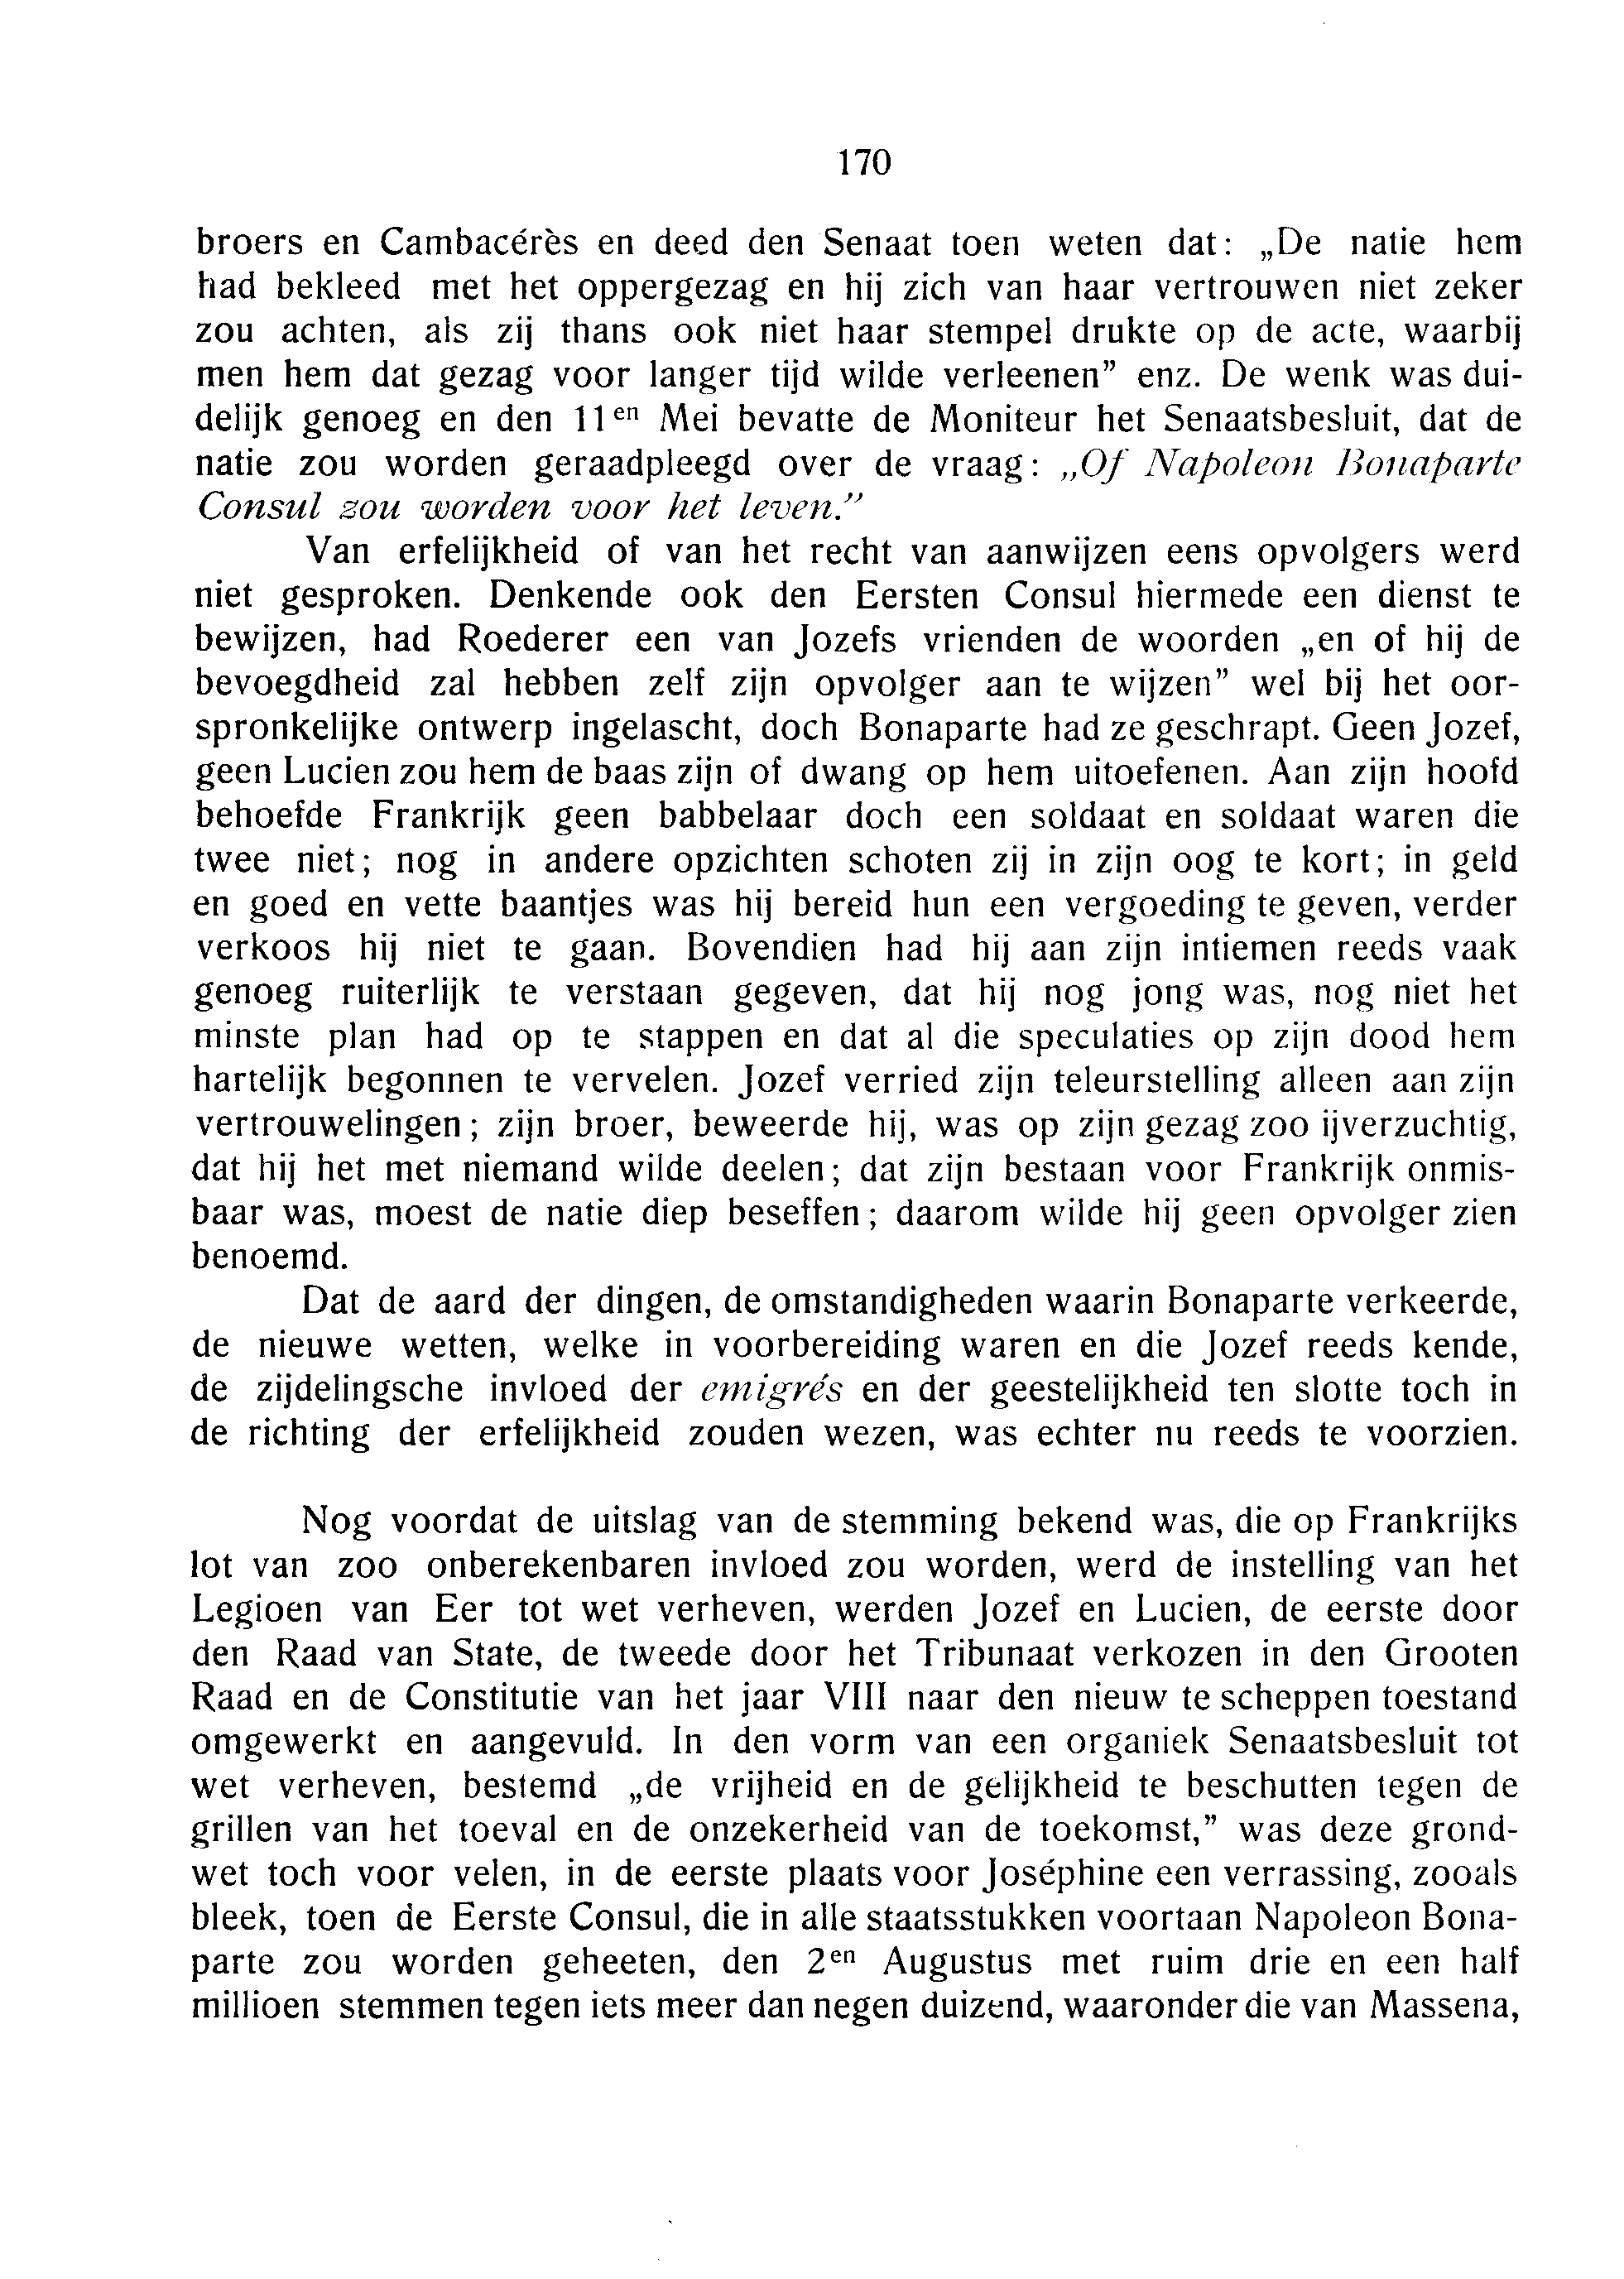 170
broers en Cambacérès en deed den Senaat toen weten dat: „De natie hem
had bekleed met het oppergezag en hij zich van haar vertrouwen niet zeker
zou achten, als zij thans ook niet haar stempel drukte op de acte, waarbij
men hem dat gezag voor langer tijd wilde verleenen” enz. De wenk was dui-
delijk genoeg en den 11en Mei bevatte de Moniteur het Senaatsbesluit, dat de
natie zou worden geraadpleegd over de vraag: „Of Napoleon Bonaparte
Consul zou worden voor het leven.”
Van erfelijkheid of van het recht van aanwijzen eens opvolgers werd
niet gesproken. Denkende ook den Eersten Consul hiermede een dienst te
bewijzen, had Roederer een van Jozefs vrienden de woorden „en of hij de
bevoegdheid zal hebben zelf zijn opvolger aan te wijzen” wel bij het oor-
spronkelijke ontwerp ingelascht, doch Bonaparte had ze geschrapt. Geen Jozef,
geen Lucien zou hem de baas zijn of dwang op hem uitoefenen. Aan zijn hoofd
behoefde Frankrijk geen babbelaar doch een soldaat en soldaat waren die
twee niet; nog in andere opzichten schoten zij in zijn oog te kort; in geld
en goed en vette baantjes was hij bereid hun een vergoeding te geven, verder
verkoos hij niet te gaan. Bovendien had hij aan zijn intiemen reeds vaak
genoeg ruiterlijk te verstaan gegeven, dat hij nog jong was, nog niet het
minste plan had op te stappen en dat al die speculaties op zijn dood hem
hartelijk begonnen te vervelen. Jozef verried zijn teleurstelling alleen aan zijn
vertrouwelingen; zijn broer, beweerde hij, was op zijn gezag zoo ijverzuchtig,
dat hij het met niemand wilde deelen; dat zijn bestaan voor Frankrijk onmis-
baar was, moest de natie diep beseffen; daarom wilde hij geen opvolger zien
benoemd.
Dat de aard der dingen, de omstandigheden waarin Bonaparte verkeerde,
de nieuwe wetten, welke in voorbereiding waren en die Jozef reeds kende,
de zijdelingsche invloed der emigrés en der geestelijkheid ten slotte toch in
de richting der erfelijkheid zouden wezen, was echter nu reeds te voorzien.
Nog voordat de uitslag van de stemming bekend was, die op Frankrijks
lot van zoo onberekenbaren invloed zou worden, werd de instelling van het
Legioen van Eer tot wet verheven, werden Jozef en Lucien, de eerste door
den Raad van State, de tweede door het Tribunaat verkozen in den Grooten
Raad en de Constitutie van het jaar VIII naar den nieuw te scheppen toestand
omgewerkt en aangevuld. In den vorm van een organiek Senaatsbesluit tot
wet verheven, bestemd „de vrijheid en de gelijkheid te beschutten tegen de
grillen van het toeval en de onzekerheid van de toekomst,” was deze grond-
wet toch voor velen, in de eerste plaats voor Joséphine een verrassing, zooals
bleek, toen de Eerste Consul, die in alle staatsstukken voortaan Napoleon Bona-
parte zou worden geheeten, den 2en Augustus met ruim drie en een half
millioen stemmen tegen iets meer dan negen duizend, waaronder die van Massena,